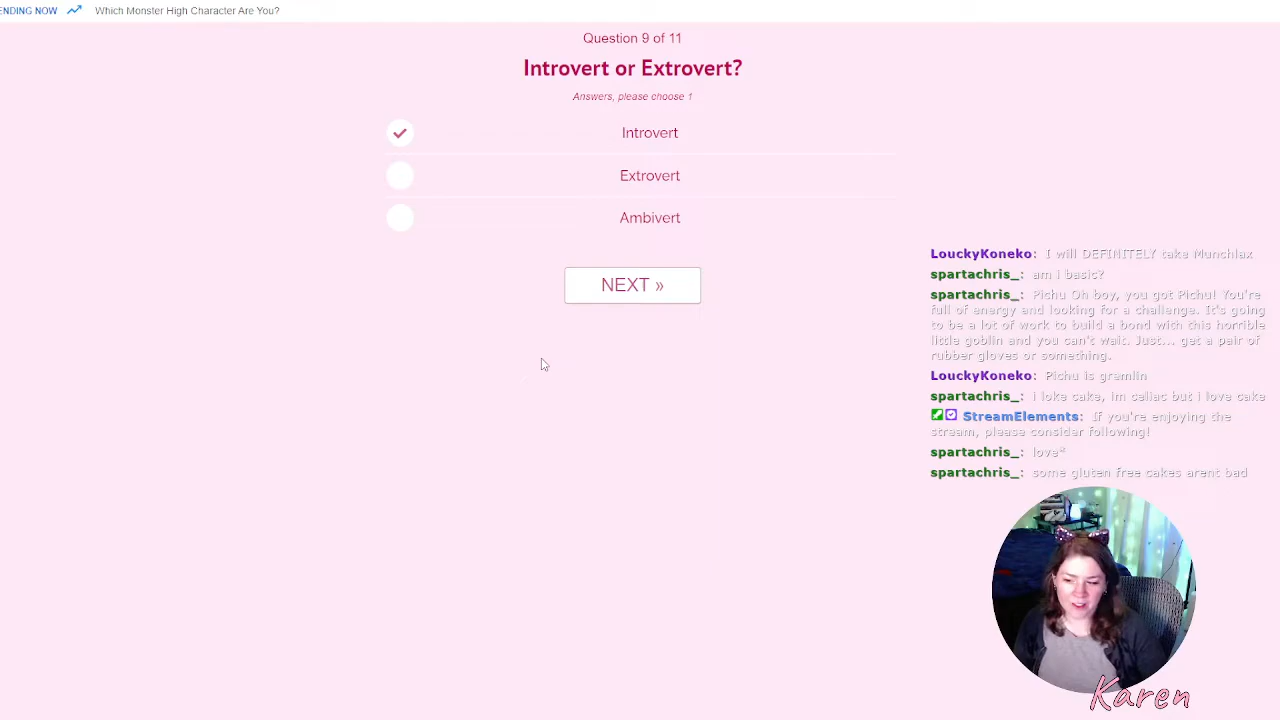 ENDING NOW Which Monster High Character Are You?
Question 9 of 11
Introvert or Extrovert?
Answers, please choose 1
Introvert
Extrovert
Ambivert
NEXT »
LouckyKoneko: I will DEFINITELY take Munchlax
spartachris_: am i basic?
spartachris_: Pichu Oh boy, you got Pichu! You're
full of energy and looking for a challenge. It's going
to be a lot of work to build a bond with this horrible
little goblin and you can't wait. Just... get a pair of
rubber gloves or something.
LouckyKoneko: Pichu is gremlin
spartachris_: i loke cake, im celiac but i love cake
StreamElements: If you're enjoying the
stream, please consider following!
spartachris_: love*
spartachris_: some gluten free cakes arent bad
Karen